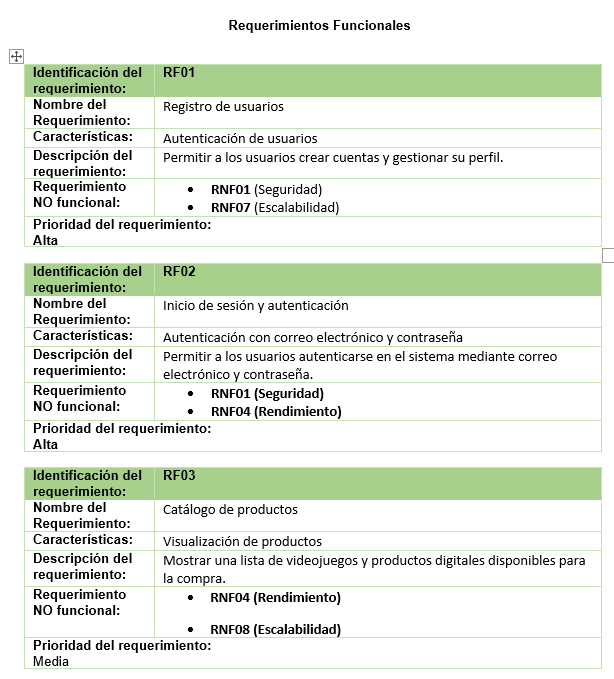 Requerimientos Funcionales
Identificación del requerimiento: RF01
Nombre del Requerimiento: Registro de usuarios
Características: Autenticación de usuarios
Descripción del requerimiento: Permitir a los usuarios crear cuentas y gestionar su perfil.
Requerimiento NO funcional:
• RNF01 (Seguridad)
• RNF07 (Escalabilidad)
Prioridad del requerimiento:
Alta
Identificación del requerimiento: RF02
Nombre del Requerimiento: Inicio de sesión y autenticación
Características: Autenticación con correo electrónico y contraseña
Descripción del requerimiento: Permitir a los usuarios autenticarse en el sistema mediante correo electrónico y contraseña.
Requerimiento NO funcional:
• RNF01 (Seguridad)
• RNF04 (Rendimiento)
Prioridad del requerimiento:
Alta
Identificación del requerimiento: RF03
Nombre del Requerimiento: Catálogo de productos
Características: Visualización de productos
Descripción del requerimiento: Mostrar una lista de videojuegos y productos digitales disponibles para la compra.
Requerimiento NO funcional:
• RNF04 (Rendimiento)
• RNF08 (Escalabilidad)
Prioridad del requerimiento:
Media